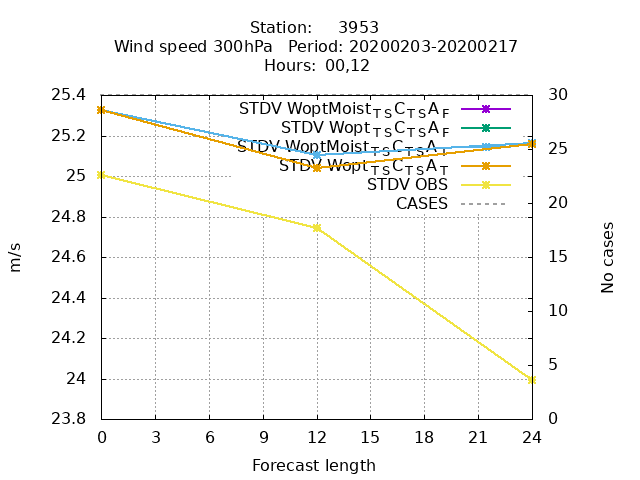 Station: 3953
Wind speed 300hPa Period: 20200203-20200217
Hours: 00,12
25.4
25.2
25
24.8
24.6
24.4
24.2
24
23.8
m/s
30
25
20
15
10
5
0
No cases
STDV WoptMoist_TS C_TS A_F
STDV Wopt_TS C_TS A_F
STDV WoptMoist_TS C_TS A_T
STDV Wopt_TS C_TS A_T
STDV OBS
CASES
0 3 6 9 12 15 18 21 24
Forecast length